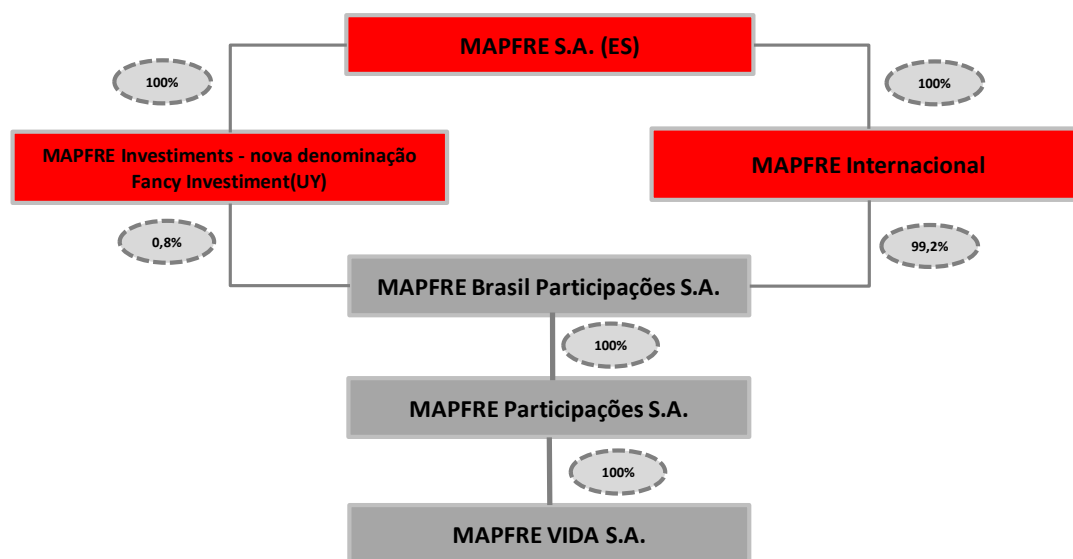 MAPFRE S.A. (ES)
100%
100%
MAPFRE Investiments - nova denominação
Fancy Investiment(UY)
MAPFRE Internacional
0,8%
99,2%
MAPFRE Brasil Participações S.A.
100%
MAPFRE Participações S.A.
100%
MAPFRE VIDA S.A.